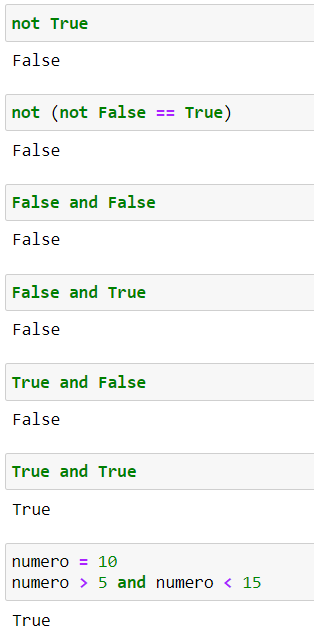 not True
False
not (not False == True)
False
False and False
False
False and True
False
True and False
False
True and True
True
numero = 10
numero > 5 and numero < 15
True